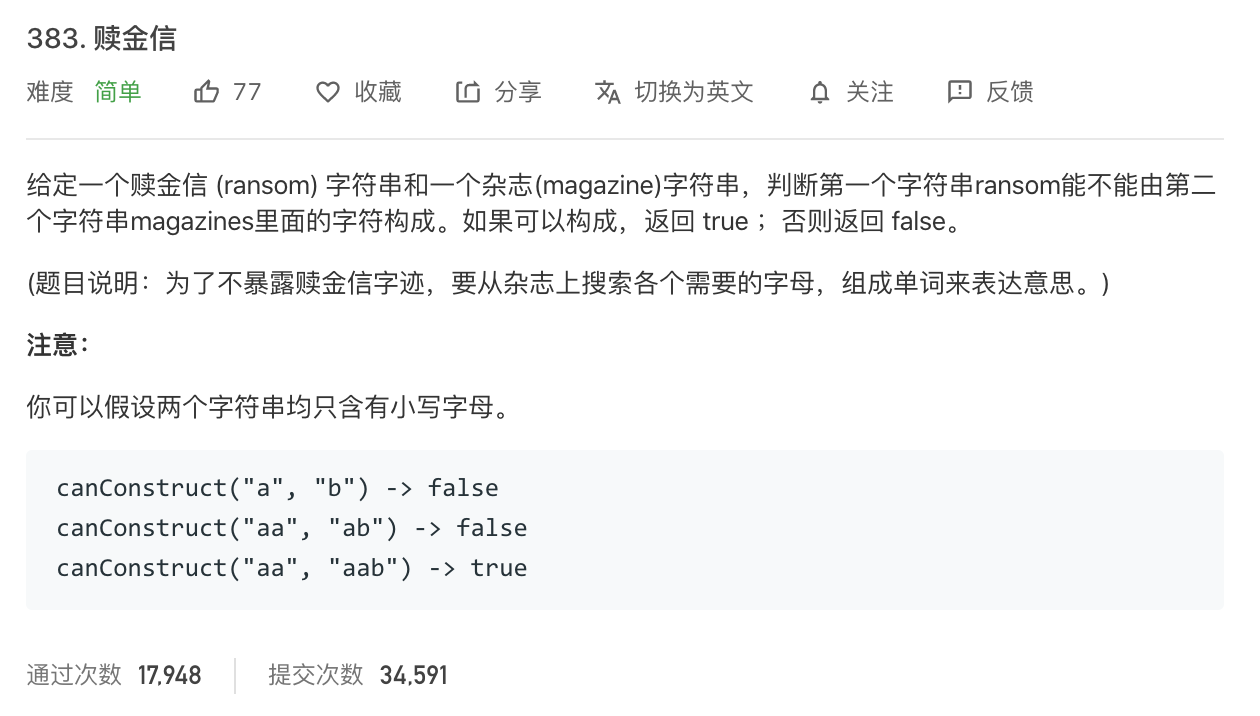 383. 赎金信
难度 简单 77 收藏 分享 切换为英文 关注 反馈
给定一个赎金信 (ransom) 字符串和一个杂志(magazine)字符串，判断第一个字符串ransom能不能由第二
个字符串magazines里面的字符构成。如果可以构成，返回 true ；否则返回 false。
(题目说明：为了不暴露赎金信字迹，要从杂志上搜索各个需要的字母，组成单词来表达意思。)
注意：
你可以假设两个字符串均只含有小写字母。
canConstruct("a", "b") -> false
canConstruct("aa", "ab") -> false
canConstruct("aa", "aab") -> true
通过次数 17,948 提交次数 34,591